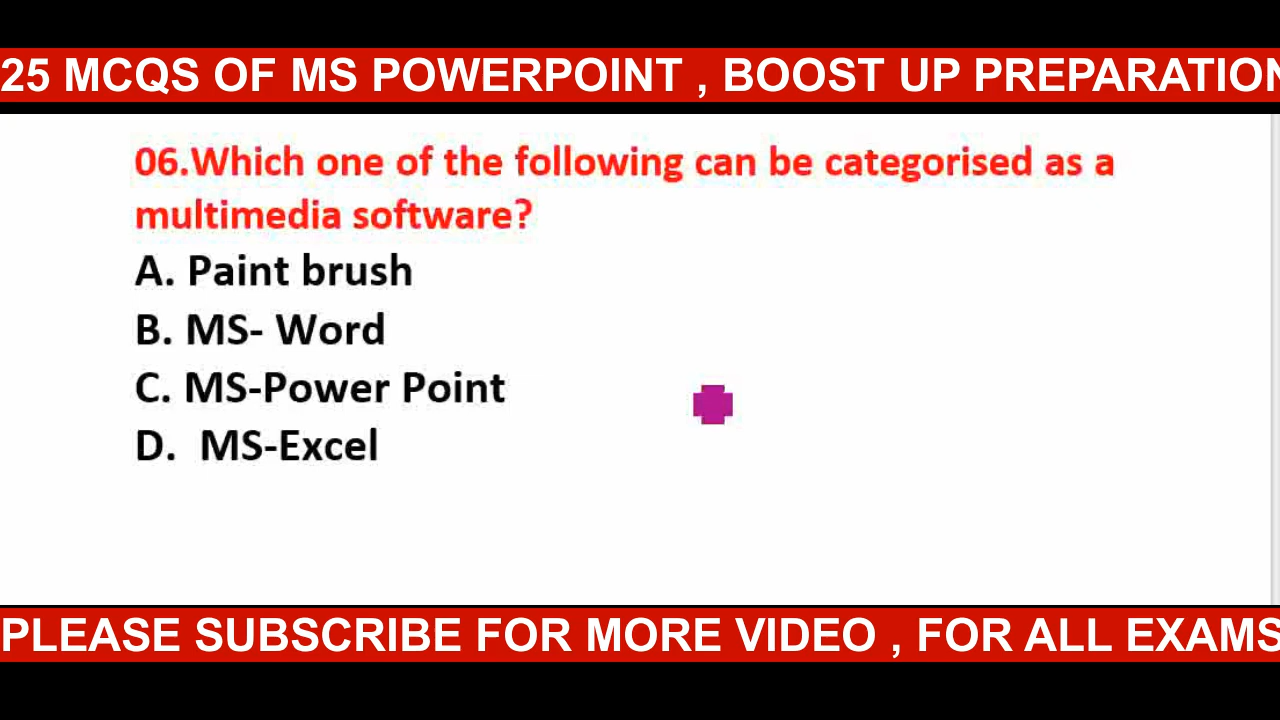 25 MCQS OF MS POWERPOINT , BOOST UP PREPARATION
06.Which one of the following can be categorised as a
multimedia software?
A. Paint brush
B. MS- Word
C. MS-Power Point
D. MS-Excel
PLEASE SUBSCRIBE FOR MORE VIDEO , FOR ALL EXAMS